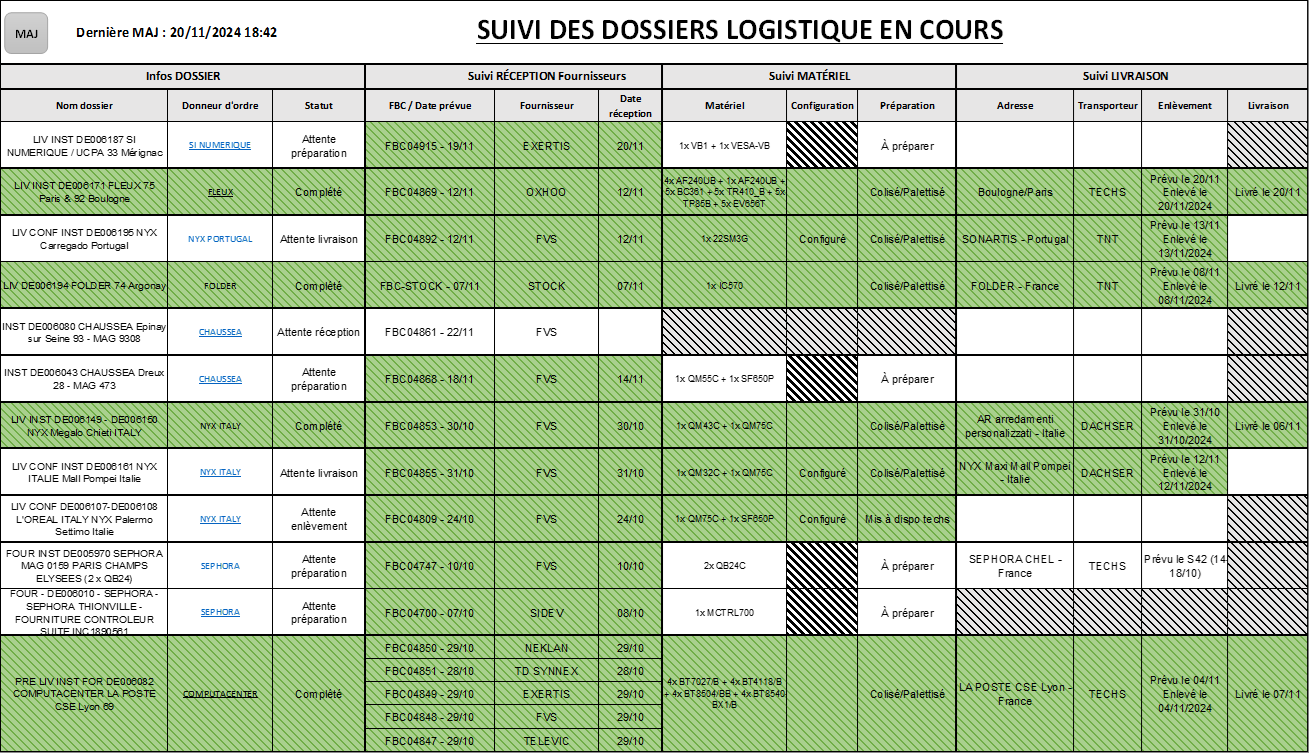 MAJ
Dernière MAJ : 20/11/2024 18:42
SUIVI DES DOSSIERS LOGISTIQUE EN COURS
Infos DOSSIER
Suivi RÉCEPTION Fournisseurs
Suivi MATÉRIEL
Suivi LIVRAISON
Nom dossier
Donneur d'ordre
Statut
FBC / Date prévue
Fournisseur
Date
réception
Matériel
Configuration
Préparation
Adresse
Transporteur
Enlèvement
Livraison
LIV INST DE006187 SI
NUMERIQUE / UCPA 33 Mérignac
SI NUMERIQUE
Attente
préparation
FBC04915 - 19/11
EXERTIS
20/11
1x VB1 + 1x VESA-VB
À préparer
LIV INST DE006171 FLEUX 75
Paris & 92 Boulogne
FLEUX
Complété
FBC04869 - 12/11
OXHOO
12/11
4x AF240UB + 1x AF240UB +
5x BC361 + 5x TR410_B + 5x
TP85B + 5x EV656T
Colisé/Palettisé
Boulogne/Paris
TECHS
Prévu le 20/11
Enlevé le
20/11/2024
Livré le 20/11
LIV CONF INST DE006195 NYX
Carregado Portugal
NYX PORTUGAL
Attente livraison
FBC04892 - 12/11
FVS
12/11
1x 22SM3G
Configuré
Colisé/Palettisé
SONARTIS - Portugal
TNT
Prévu le 13/11
Enlevé le
13/11/2024
LIV DE006194 FOLDER 74 Argonay
FOLDER
Complété
FBC-STOCK - 07/11
STOCK
07/11
1x IC570
Colisé/Palettisé
FOLDER - France
TNT
Prévu le 08/11
Enlevé le
08/11/2024
Livré le 12/11
INST DE006080 CHAUSSEA Epinay
sur Seine 93 - MAG 9308
CHAUSSEA
Attente réception
FBC04861 - 22/11
FVS
INST DE006043 CHAUSSEA Dreux
28 - MAG 473
CHAUSSEA
Attente
préparation
FBC04868 - 18/11
FVS
14/11
1x QM55C + 1x SF650P
À préparer
LIV INST DE006149 - DE006150
NYX Megalo Chieti ITALY
NYX ITALY
Complété
FBC04853 - 30/10
FVS
30/10
1x QM43C + 1x QM75C
Colisé/Palettisé
AR arredamenti
personalizzati - Italie
DACHSER
Prévu le 31/10
Enlevé le
31/10/2024
Livré le 06/11
LIV CONF INST DE006161 NYX
ITALIE Mall Pompei Italie
NYX ITALY
Attente livraison
FBC04855 - 31/10
FVS
31/10
1x QM32C + 1x QM75C
Configuré
Colisé/Palettisé
NYX Maxi Mall Pompei
- Italie
DACHSER
Prévu le 12/11
Enlevé le
12/11/2024
LIV CONF DE006107-DE006108
L'OREAL ITALY NYX Palermo
Settimo Italie
NYX ITALY
Attente
enlèvement
FBC04809 - 24/10
FVS
24/10
1x QM75C + 1x SF650P
Configuré
Mis à dispo techs
FOUR INST DE005970 SEPHORA
MAG 0159 PARIS CHAMPS
ELYSEES (2 x QB24)
SEPHORA
Attente
préparation
FBC04747 - 10/10
FVS
10/10
2x QB24C
À préparer
SEPHORA CHEL -
France
TECHS
Prévu le S42 (14-
18/10)
FOUR - DE006010 - SEPHORA -
SEPHORA THIONVILLE -
FOURNITURE CONTROLEUR
SUITE INC1890561
SEPHORA
Attente
préparation
FBC04700 - 07/10
SIDEV
08/10
1x MCTRL700
À préparer
PRE LIV INST FOR DE006082
COMPUTACENTER LA POSTE
CSE Lyon 69
COMPUTACENTER
Complété
FBC04850 - 29/10
NEKLAN
29/10
FBC04851 - 28/10
TD SYNNEX
28/10
FBC04849 - 29/10
EXERTIS
29/10
FBC04848 - 29/10
FVS
29/10
FBC04847 - 29/10
TELEVIC
29/10
4x BT7027/B + 4x BT4118/B
+ 4x BT8504/BB + 4x BT8540-
BX1/B
Colisé/Palettisé
LA POSTE CSE Lyon -
France
TECHS
Prévu le 04/11
Enlevé le
04/11/2024
Livré le 07/11